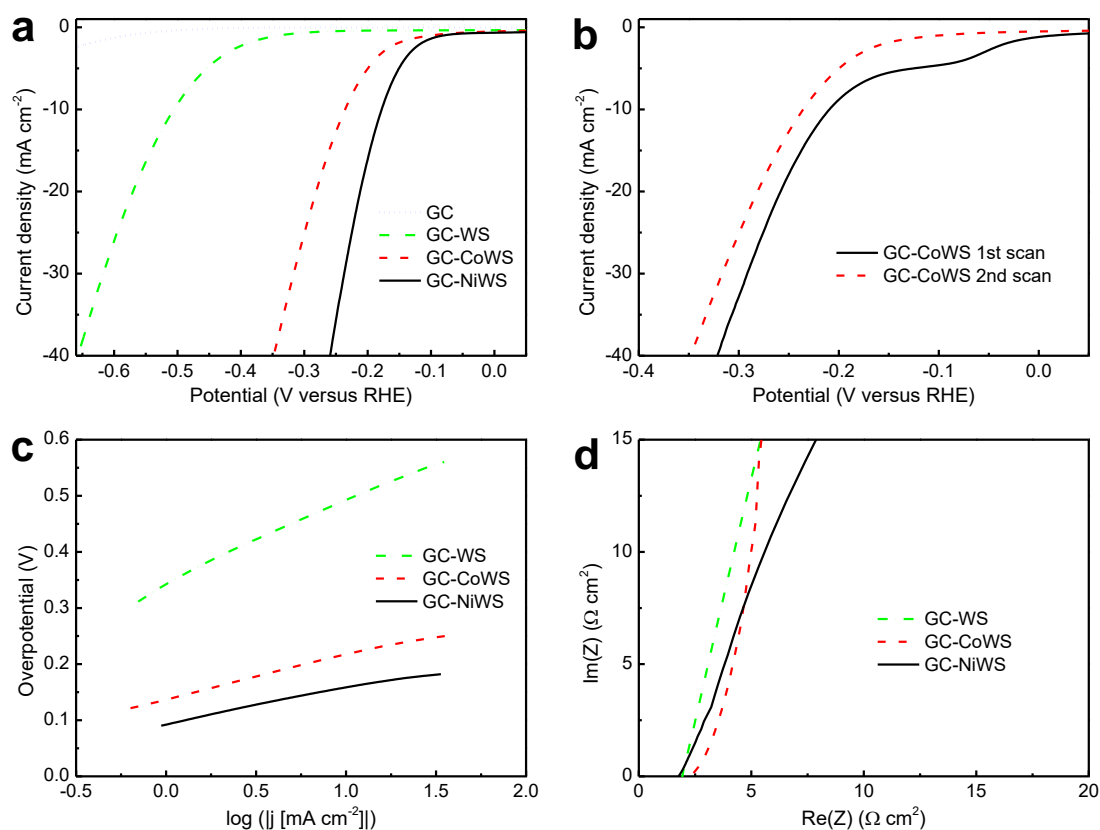 a
0
-10
-20
-30
-40
Current density (mA cm⁻²)
-0.6 -0.5 -0.4 -0.3 -0.2 -0.1 0.0
Potential (V versus RHE)
GC
GC-WS
GC-CoWS
GC-NiWS
b
0
-10
-20
-30
-40
Current density (mA cm⁻²)
-0.4 -0.3 -0.2 -0.1 0.0
Potential (V versus RHE)
GC-CoWS 1st scan
GC-CoWS 2nd scan
c
0.6
0.5
0.4
0.3
0.2
0.1
0.0
Overpotential (V)
-0.5 0.0 0.5 1.0 1.5 2.0
log (|j [mA cm⁻²]|)
GC-WS
GC-CoWS
GC-NiWS
d
15
10
5
0
Im(Z) (Ω cm²)
0 5 10 15 20
Re(Z) (Ω cm²)
GC-WS
GC-CoWS
GC-NiWS